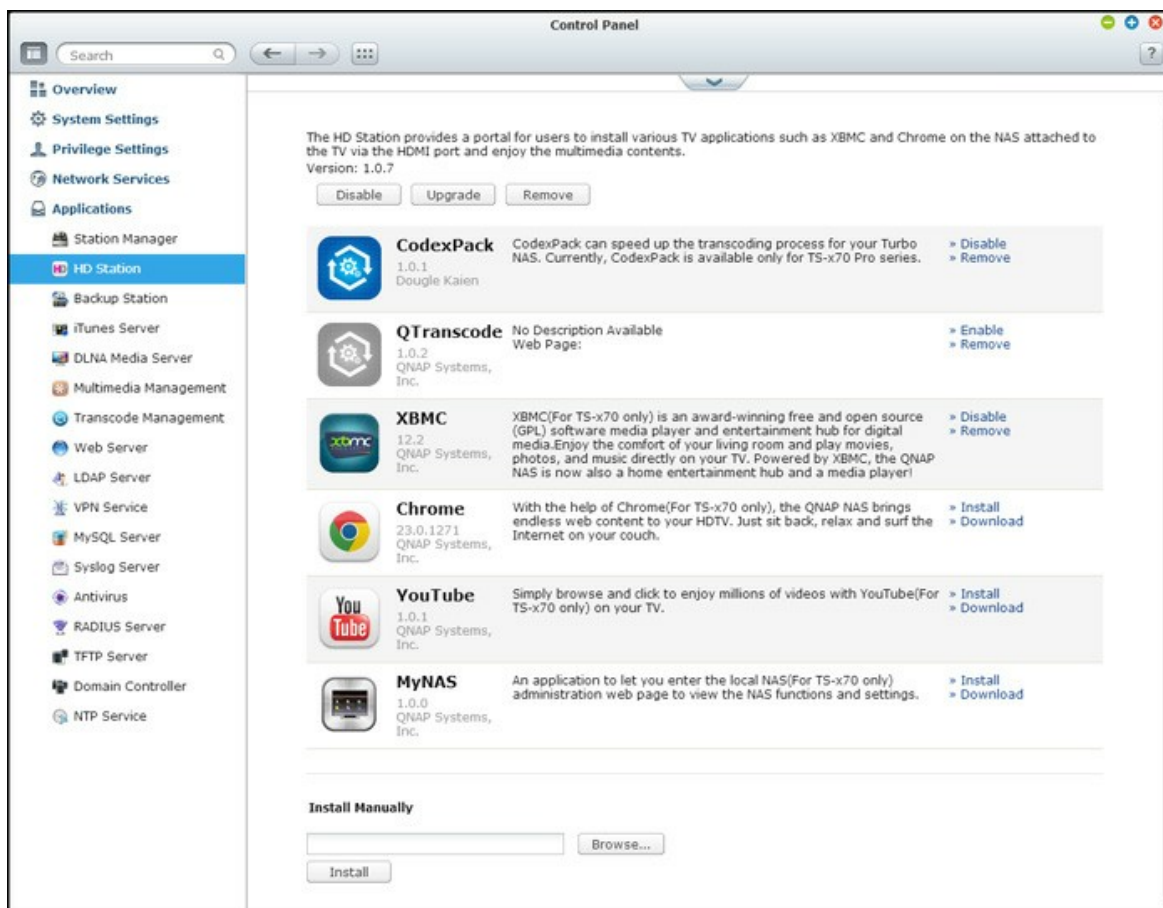 Control Panel
Search
?
Overview
System Settings
Privilege Settings
Network Services
Applications
Station Manager
HD HD Station
Backup Station
iTunes Server
DLNA Media Server
Multimedia Management
Transcode Management
Web Server
LDAP Server
VPN Service
MySQL Server
Syslog Server
Antivirus
RADIUS Server
TFTP Server
Domain Controller
NTP Service
The HD Station provides a portal for users to install various TV applications such as XBMC and Chrome on the NAS attached to
the TV via the HDMI port and enjoy the multimedia contents.
Version: 1.0.7
Disable Upgrade Remove
CodexPack
1.0.1
Dougle Kaien
CodexPack can speed up the transcoding process for your Turbo
NAS. Currently, CodexPack is available only for TS-x70 Pro series.
» Disable
» Remove
QTranscode
1.0.2
QNAP Systems,
Inc.
No Description Available
Web Page:
» Enable
» Remove
xbmc
XBMC
12.2
QNAP Systems,
Inc.
XBMC(For TS-x70 only) is an award-winning free and open source
(GPL) software media player and entertainment hub for digital
media.Enjoy the comfort of your living room and play movies,
photos, and music directly on your TV. Powered by XBMC, the QNAP
NAS is now also a home entertainment hub and a media player!
» Disable
» Remove
Chrome
23.0.1271
QNAP Systems,
Inc.
With the help of Chrome(For TS-x70 only), the QNAP NAS brings
endless web content to your HDTV. Just sit back, relax and surf the
Internet on your couch.
» Install
» Download
You
Tube
YouTube
1.0.1
QNAP Systems,
Inc.
Simply browse and click to enjoy millions of videos with YouTube(For
TS-x70 only) on your TV.
» Install
» Download
MyNAS
1.0.0
QNAP Systems,
Inc.
An application to let you enter the local NAS(For TS-x70 only)
administration web page to view the NAS functions and settings.
» Install
» Download
Install Manually
Browse...
Install